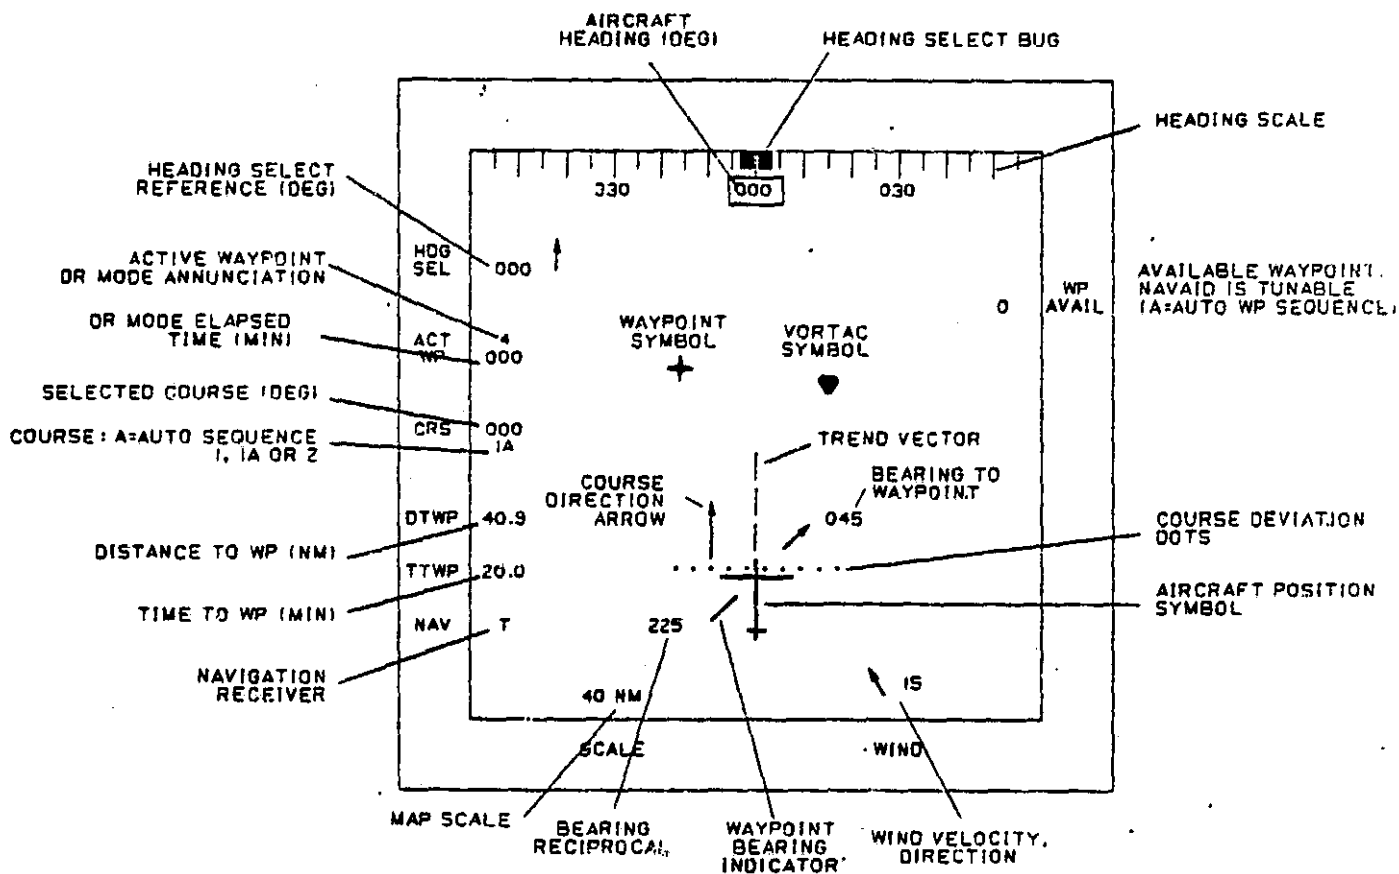 AIRCRAFT
HEADING (DEG)
HEADING SELECT BUG
HEADING SCALE
HEADING SELECT
REFERENCE (DEG)
330
000
030
HDG
SEL
000
ACTIVE WAYPOINT
OR MODE ANNUNCIATION
AVAILABLE WAYPOINT.
NAVAID IS TUNABLE
(A=AUTO WP SEQUENCE)
WP
AVAIL
0
OR MODE ELAPSED
TIME (MIN)
ACT
WP
4
000
WAYPOINT
SYMBOL
VORTAC
SYMBOL
SELECTED COURSE (DEG)
CRS
000
1A
COURSE: A=AUTO SEQUENCE
1, 1A OR 2
TREND VECTOR
COURSE
DIRECTION
ARROW
BEARING TO
WAYPOINT
045
DTWP
40.9
DISTANCE TO WP (NM)
COURSE DEVIATION
DOTS
TTWP
20.0
TIME TO WP (MIN)
AIRCRAFT POSITION
SYMBOL
NAV
T
225
NAVIGATION
RECEIVER
40 NM
15
SCALE
WIND
MAP SCALE
BEARING
RECIPROCAL
WAYPOINT
BEARING
INDICATOR
WIND VELOCITY,
DIRECTION